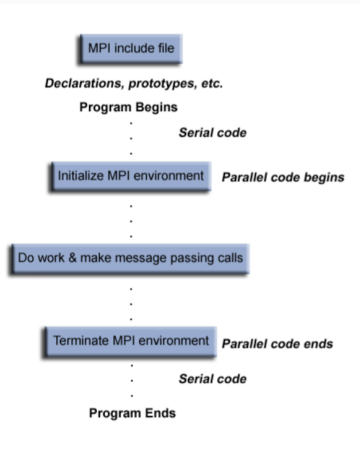 MPI include file
Declarations, prototypes, etc.
Program Begins
Serial code
Initialize MPI environment
Parallel code begins
Do work & make message passing calls
Terminate MPI environment
Parallel code ends
Serial code
Program Ends